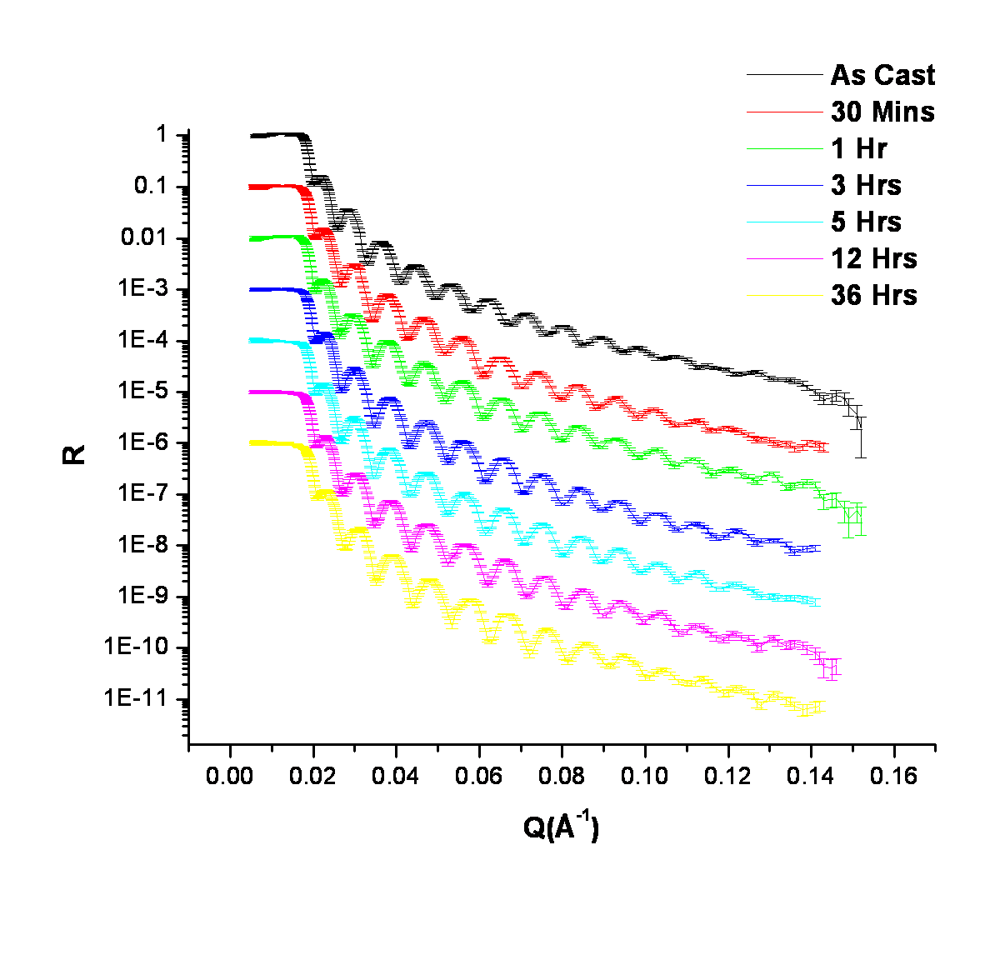 As Cast
30 Mins
1 Hr
3 Hrs
5 Hrs
12 Hrs
36 Hrs
1
0.1
0.01
1E-3
1E-4
1E-5
1E-6
1E-7
1E-8
1E-9
1E-10
1E-11
R
0.00 0.02 0.04 0.06 0.08 0.10 0.12 0.14 0.16
Q(A⁻¹)